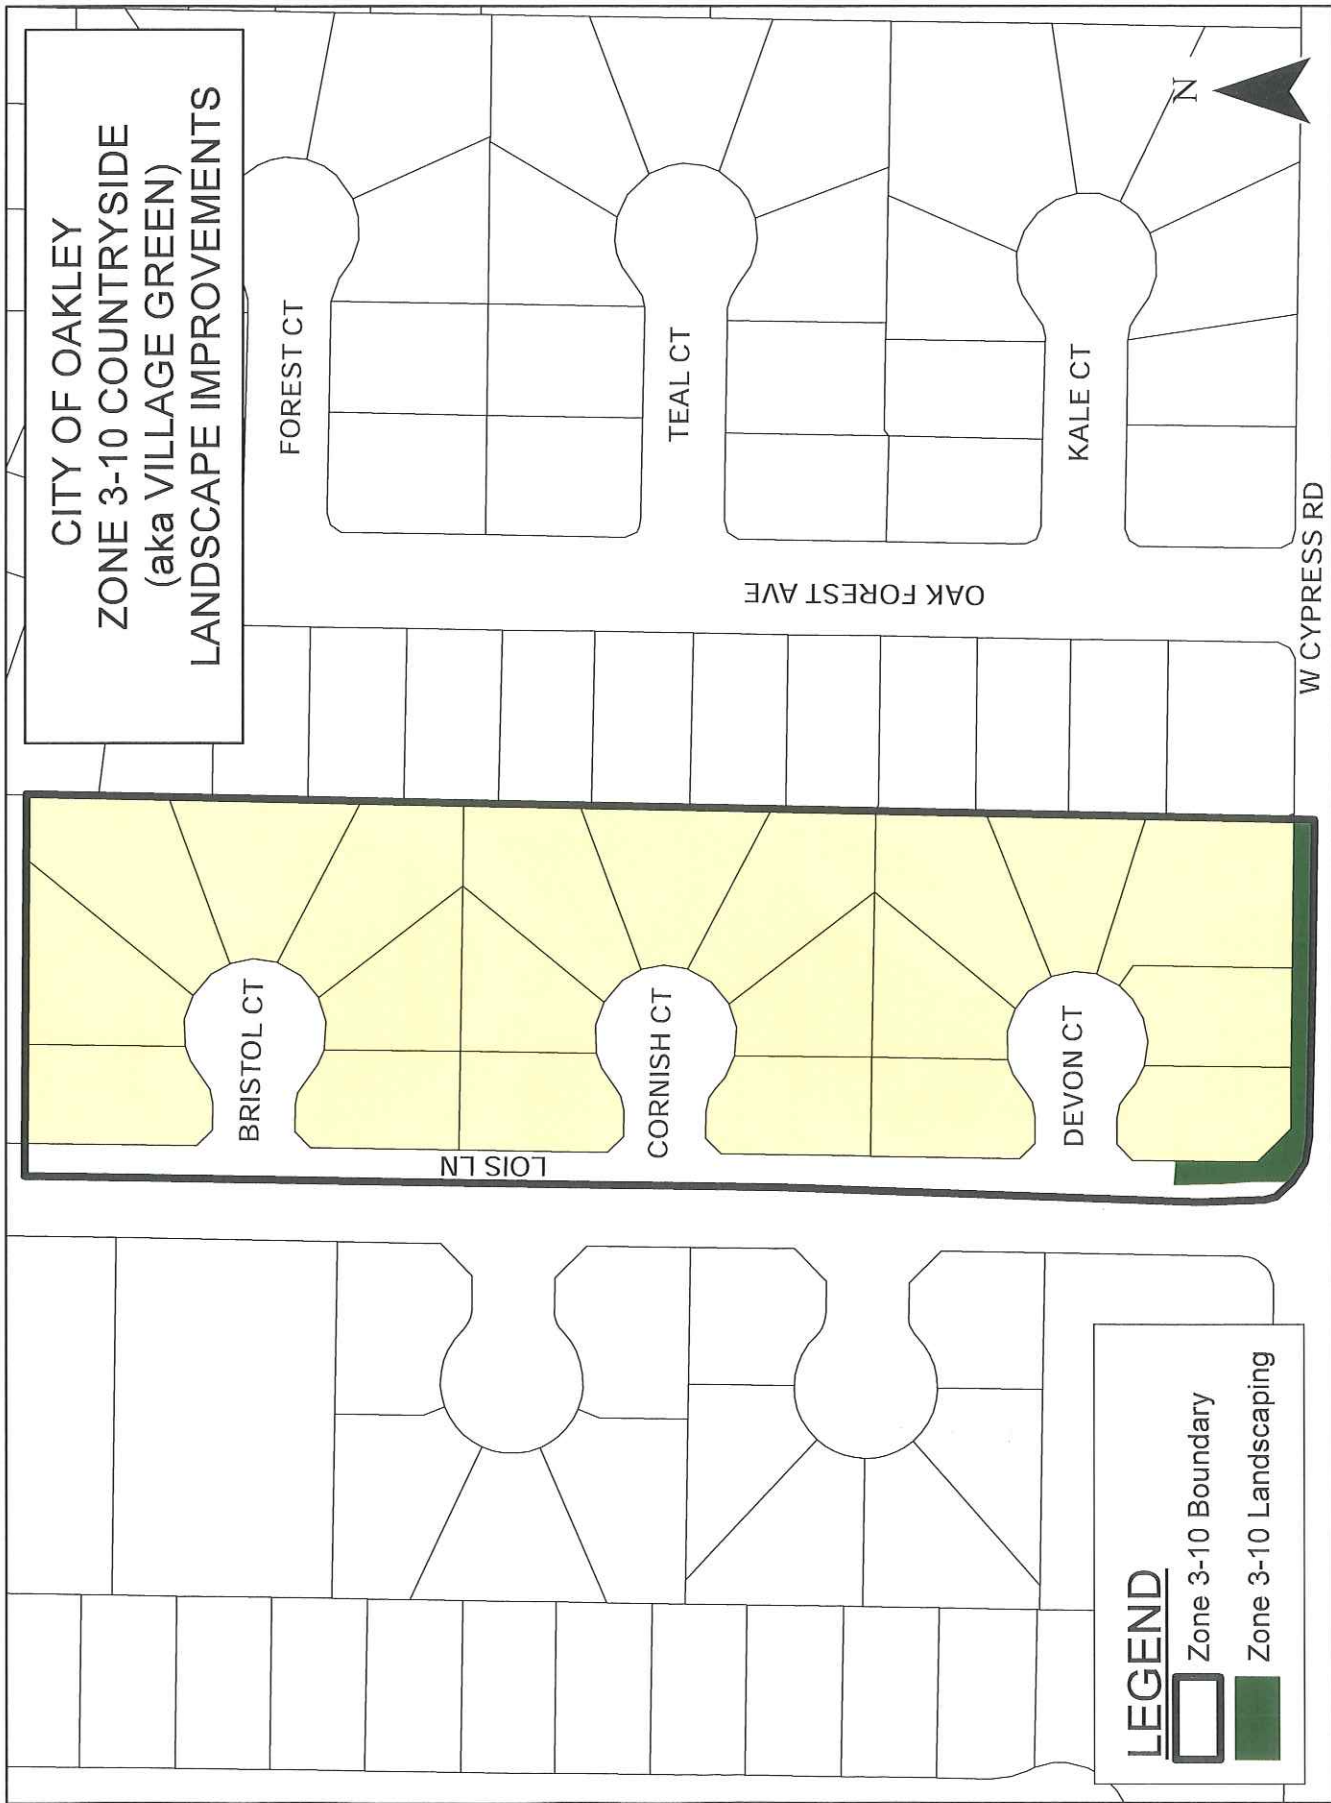 CITY OF OAKLEY
ZONE 3-10 COUNTRYSIDE
(aka VILLAGE GREEN)
LANDSCAPE IMPROVEMENTS
N
FOREST CT
TEAL CT
KALE CT
OAK FOREST AVE
W CYPRESS RD
BRISTOL CT
CORNISH CT
DEVON CT
LOIS LN
LEGEND
Zone 3-10 Boundary
Zone 3-10 Landscaping